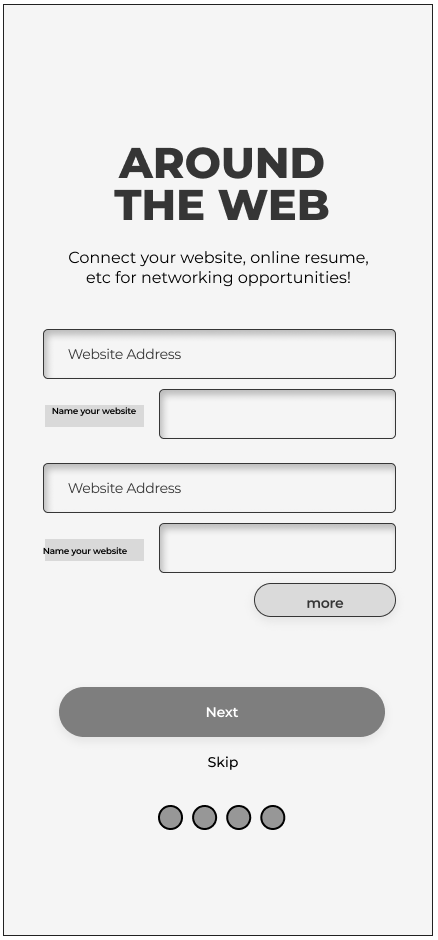 AROUND
THE WEB
Connect your website, online resume,
etc for networking opportunities!
Website Address
Name your website
Website Address
Name your website
more
Next
Skip